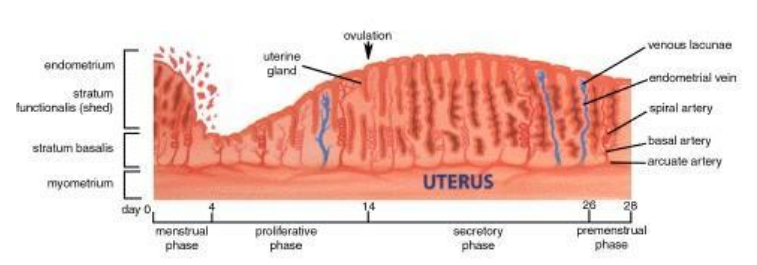 ovulation
uterine
gland
endometrium
stratum
functionalis (shed)
stratum basalis
myometrium
venous lacunae
endometrial vein
spiral artery
basal artery
arcuate artery
UTERUS
day 0
4
14
26
28
menstrual
phase
proliferative
phase
secretory
phase
premenstrual
phase